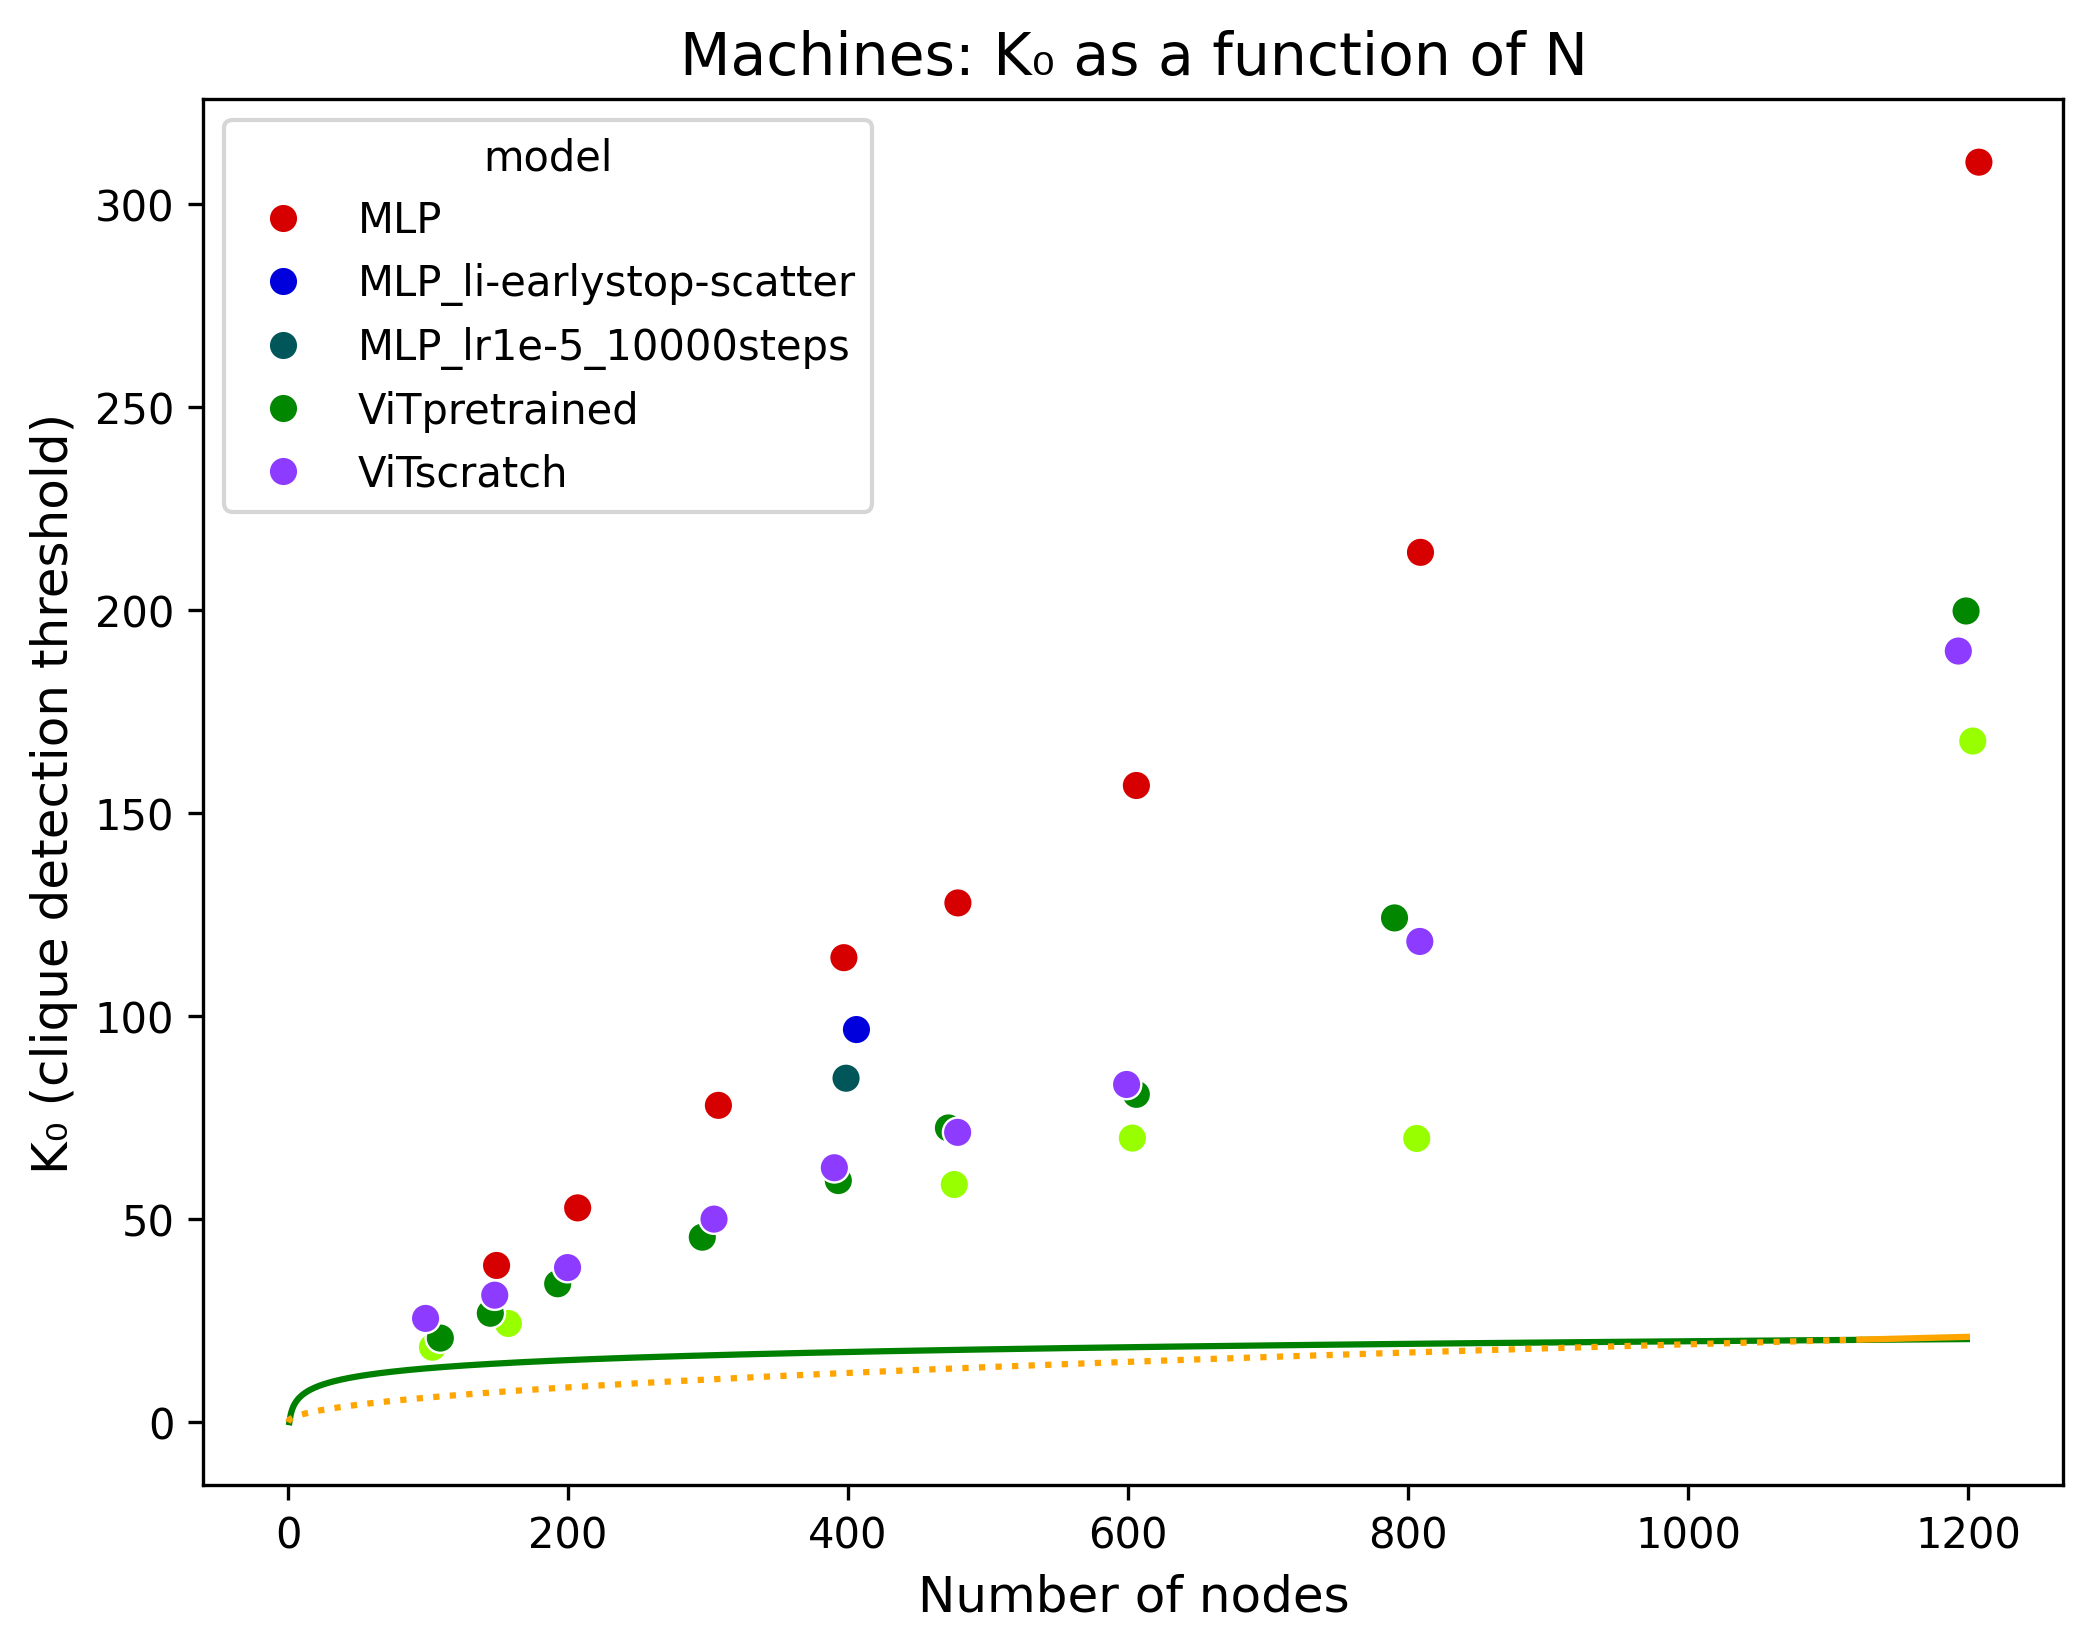 Machines: K₀ as a function of N
model
MLP
MLP_li-earlystop-scatter
MLP_lr1e-5_10000steps
ViTpretrained
ViTscratch
K₀ (clique detection threshold)
300
250
200
150
100
50
0
0 200 400 600 800 1000 1200
Number of nodes